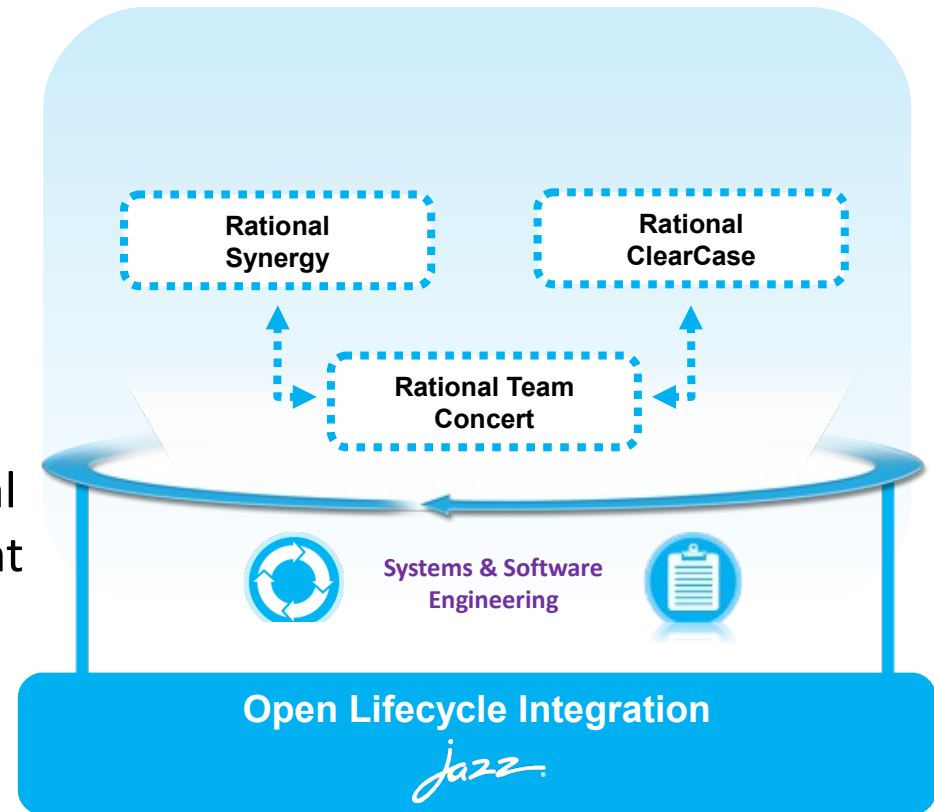 Rational
Synergy
Rational
ClearCase
Rational Team
Concert
Systems & Software
Engineering
Open Lifecycle Integration
jazz